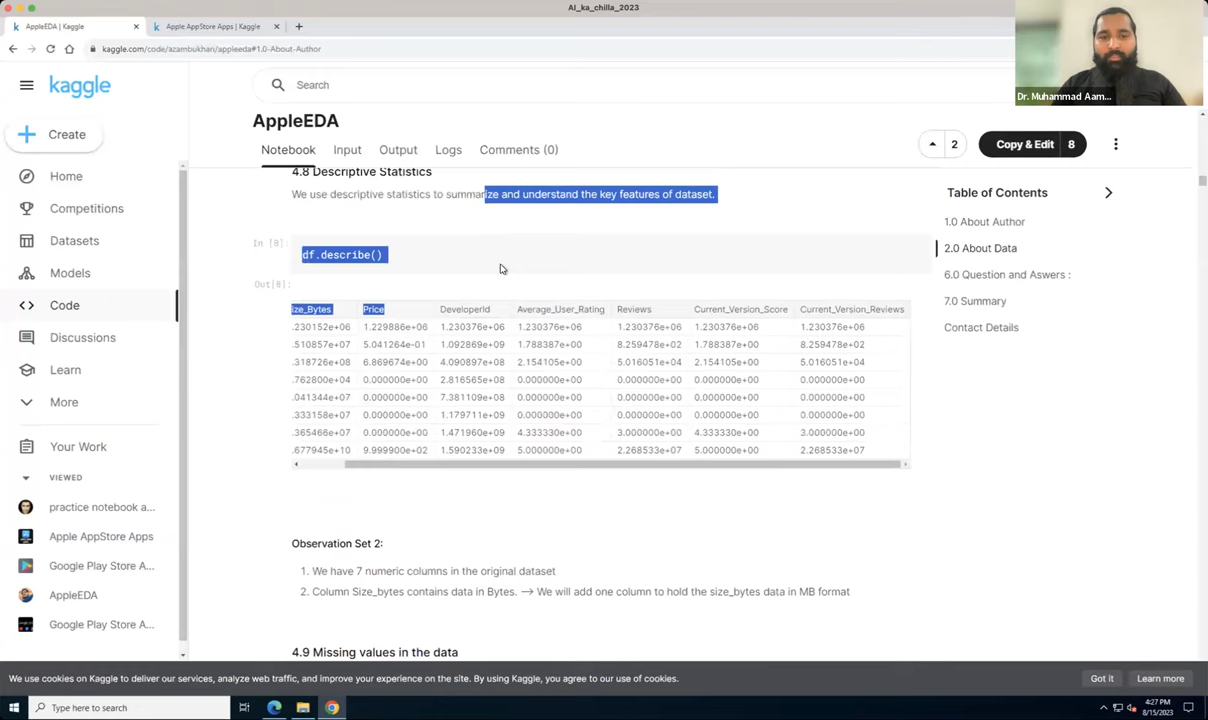 AI_ka_chilla_2023
AppleEDA | Kaggle
Apple AppStore Apps | Kaggle
kaggle.com/code/azambukhan/appleeda#1.0-About-Author
Dr. Muhammad Aam...
kaggle
Search
Create
AppleEDA
2
Copy & Edit 8
Notebook Input Output Logs Comments (0)
Home
Competitions
Datasets
Models
Code
Discussions
Learn
More
Your Work
VIEWED
practice notebook a...
Apple AppStore Apps
Google Play Store A...
AppleEDA
Google Play Store A...
4.8 Descriptive Statistics
We use descriptive statistics to summarize and understand the key features of dataset.
In [8]:
df.describe()
Out[8]:
ize_Bytes Price DeveloperId Average_User_Rating Reviews Current_Version_Score Current_Version_Reviews
.230152e+06 1.229886e+06 1.230376e+06 1.230376e+06 1.230376e+06 1.230376e+06 1.230376e+06
.510857e+07 5.041264e-01 1.092869e+09 1.788387e+00 8.259478e+02 1.788387e+00 8.259478e+02
.318726e+08 6.869674e+00 4.090897e+08 2.154105e+00 5.016051e+04 2.154105e+00 5.016051e+04
.762800e+04 0.000000e+00 2.816565e+08 0.000000e+00 0.000000e+00 0.000000e+00 0.000000e+00
.041344e+07 0.000000e+00 7.381109e+08 0.000000e+00 0.000000e+00 0.000000e+00 0.000000e+00
.333158e+07 0.000000e+00 1.179711e+09 0.000000e+00 0.000000e+00 0.000000e+00 0.000000e+00
.365466e+07 0.000000e+00 1.471960e+09 4.333330e+00 3.000000e+00 4.333330e+00 3.000000e+00
.677945e+10 9.999900e+02 1.590233e+09 5.000000e+00 2.268533e+07 5.000000e+00 2.268533e+07
Observation Set 2:
1. We have 7 numeric columns in the original dataset
2. Column Size_bytes contains data in Bytes. --> We will add one column to hold the size_bytes data in MB format
4.9 Missing values in the data
Table of Contents
1.0 About Author
2.0 About Data
6.0 Question and Aswers :
7.0 Summary
Contact Details
We use cookies on Kaggle to deliver our services, analyze web traffic, and improve your experience on the site. By using Kaggle, you agree to our use of cookies.
Got it
Learn more
Type here to search
4:27 PM
8/15/2023